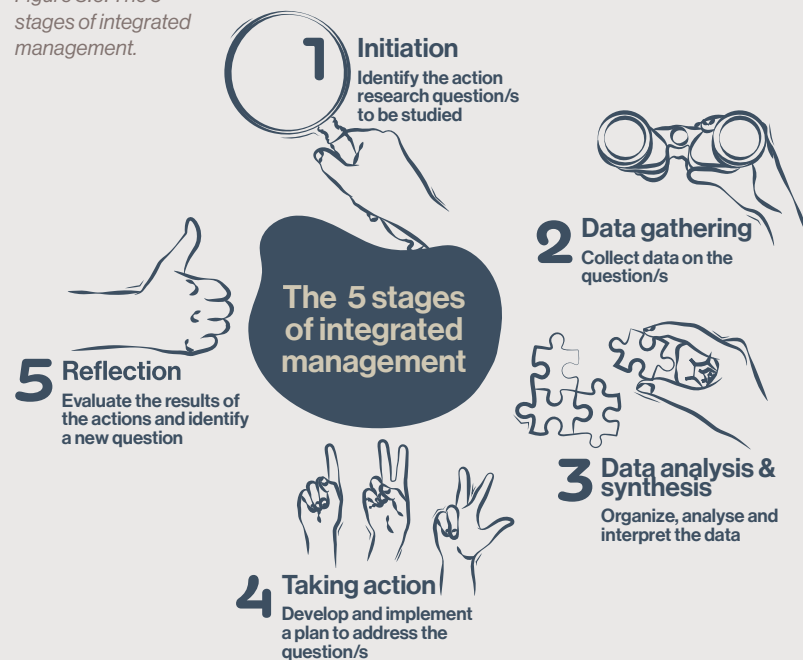 stages of integrated
management.
1 Initiation
Identify the action
research question/s
to be studied
2 Data gathering
Collect data on the
question/s
The 5 stages
of integrated
management
3 Data analysis &
synthesis
Organize, analyse and
interpret the data
4 Taking action
Develop and implement
a plan to address the
question/s
5 Reflection
Evaluate the results of
the actions and identify
a new question